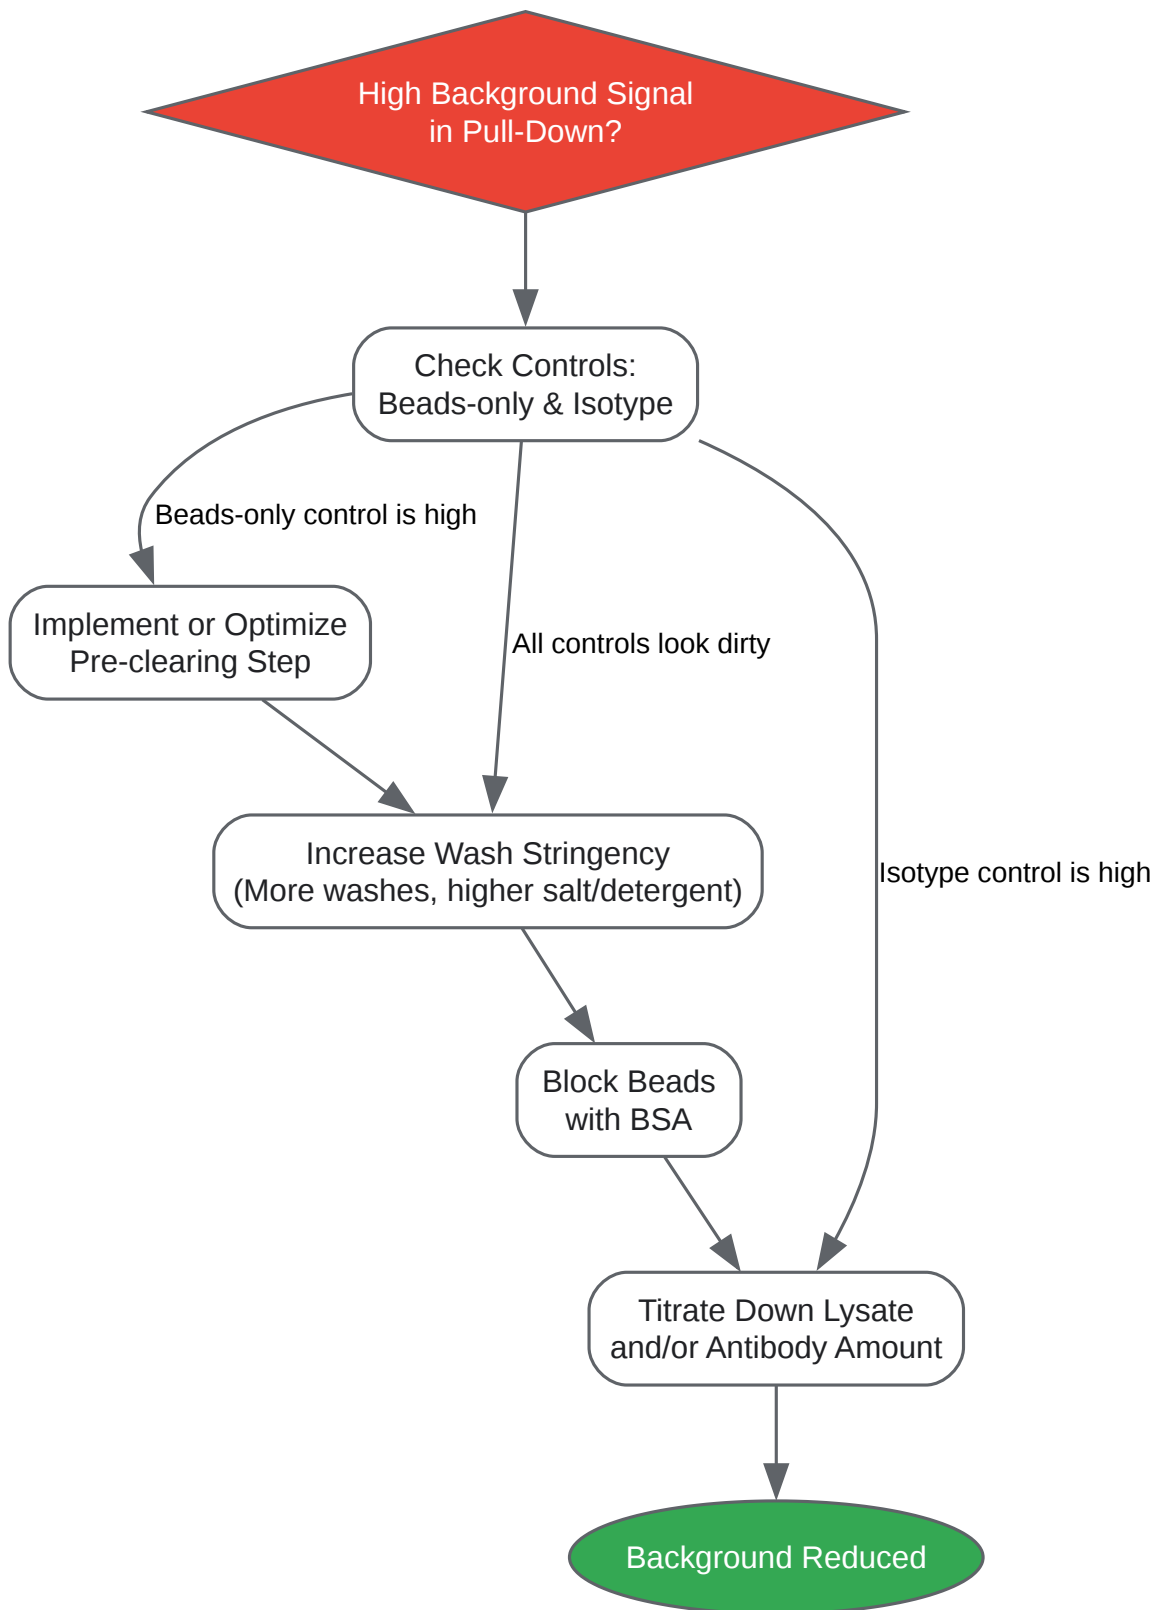 High Background Signal
in Pull-Down?
Check Controls:
Beads-only & Isotype
Beads-only control is high
Implement or Optimize
Pre-clearing Step
All controls look dirty
Increase Wash Stringency
(More washes, higher salt/detergent)
Isotype control is high
Block Beads
with BSA
Titrate Down Lysate
and/or Antibody Amount
Background Reduced